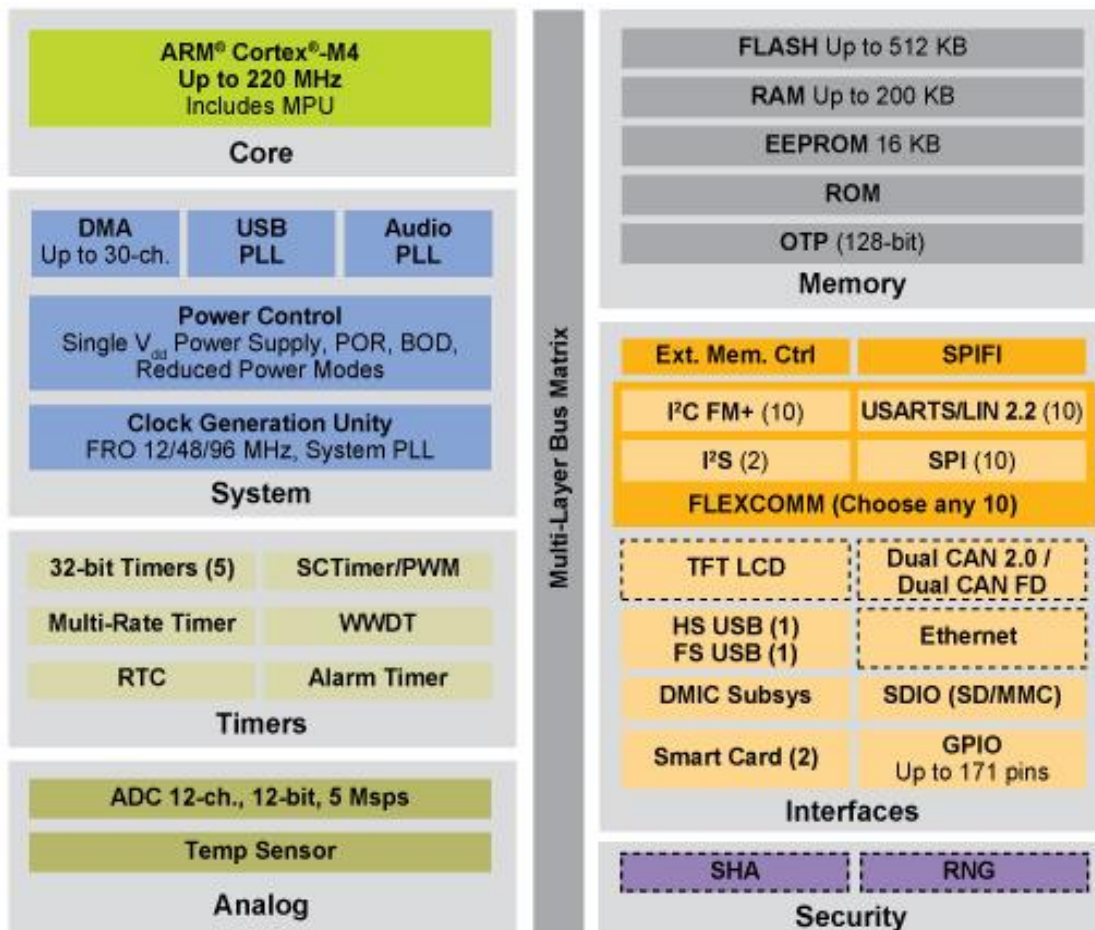 ARM® Cortex®-M4
Up to 220 MHz
Includes MPU
Core
DMA
Up to 30-ch.
USB
PLL
Audio
PLL
Power Control
Single Vdd Power Supply, POR, BOD,
Reduced Power Modes
Clock Generation Unity
FRO 12/48/96 MHz, System PLL
System
32-bit Timers (5)
SCTimer/PWM
Multi-Rate Timer
WWDT
RTC
Alarm Timer
Timers
ADC 12-ch., 12-bit, 5 Msps
Temp Sensor
Analog
Multi-Layer Bus Matrix
FLASH Up to 512 KB
RAM Up to 200 KB
EEPROM 16 KB
ROM
OTP (128-bit)
Memory
Ext. Mem. Ctrl
SPIFI
I²C FM+ (10)
USARTS/LIN 2.2 (10)
I²S (2)
SPI (10)
FLEXCOMM (Choose any 10)
TFT LCD
Dual CAN 2.0 /
Dual CAN FD
HS USB (1)
FS USB (1)
Ethernet
DMIC Subsys
SDIO (SD/MMC)
Smart Card (2)
GPIO
Up to 171 pins
Interfaces
SHA
RNG
Security